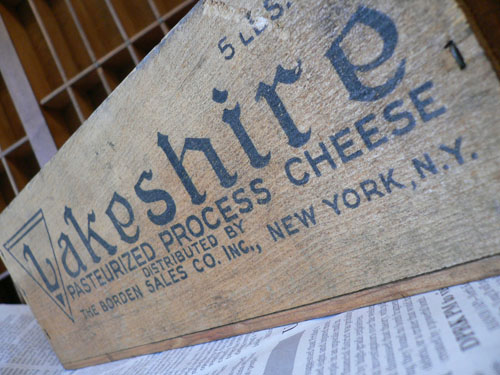 5 LBS.
Lakeshire
PASTEURIZED PROCESS CHEESE
DISTRIBUTED BY
THE BORDEN SALES CO. INC., NEW YORK, N.Y.